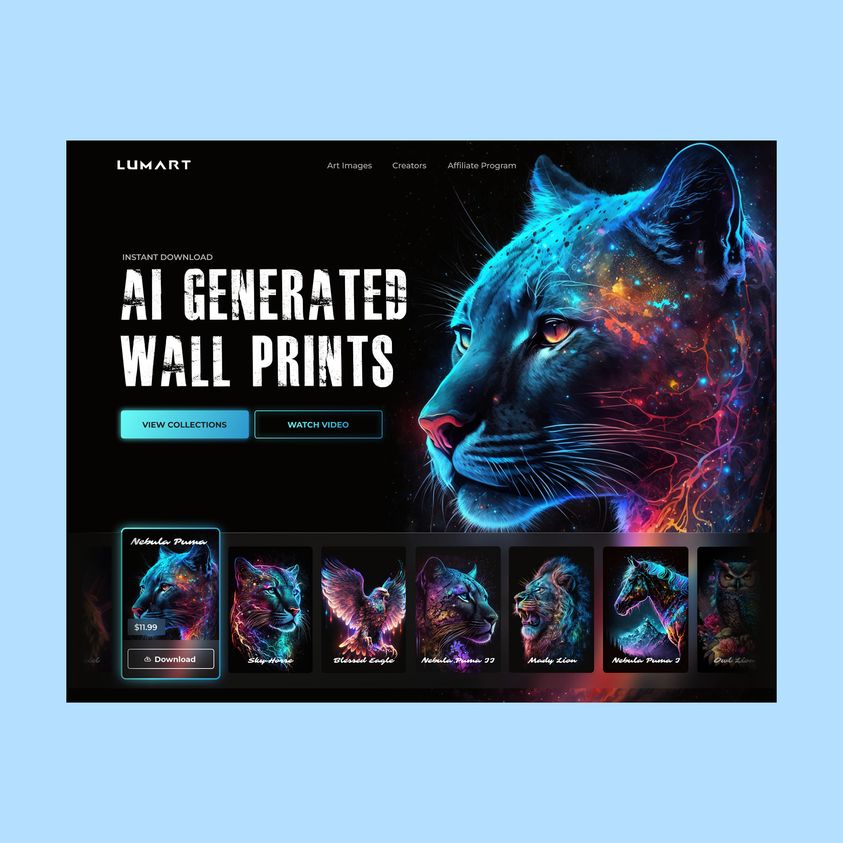 LUMART
Art Images
Creators
Affiliate Program
INSTANT DOWNLOAD
AI GENERATED
WALL PRINTS
VIEW COLLECTIONS
WATCH VIDEO
Nebula Puma
$11.99
Download
Sky Horse
Blessed Eagle
Nebula Puma II
Mady Lion
Nebula Puma I
Owl Lion